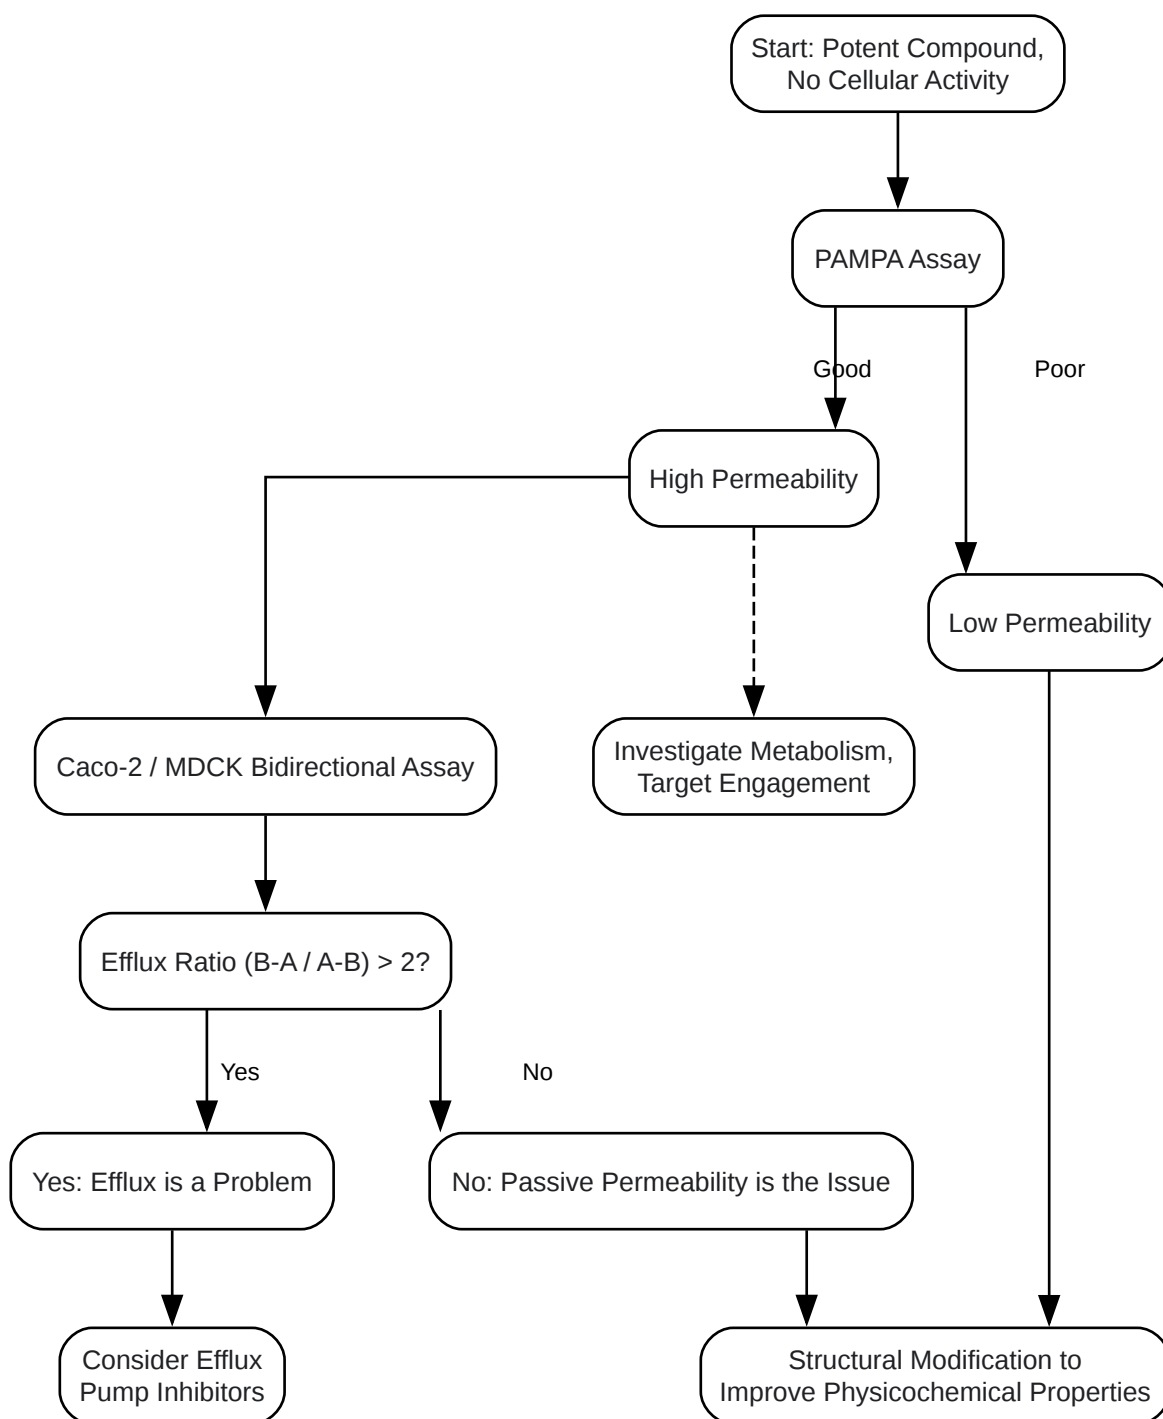 Start: Potent Compound,
No Cellular Activity
PAMPA Assay
Good
Poor
High Permeability
Low Permeability
Caco-2 / MDCK Bidirectional Assay
Investigate Metabolism,
Target Engagement
Efflux Ratio (B-A / A-B) > 2?
Yes
No
Yes: Efflux is a Problem
No: Passive Permeability is the Issue
Consider Efflux
Pump Inhibitors
Structural Modification to
Improve Physicochemical Properties